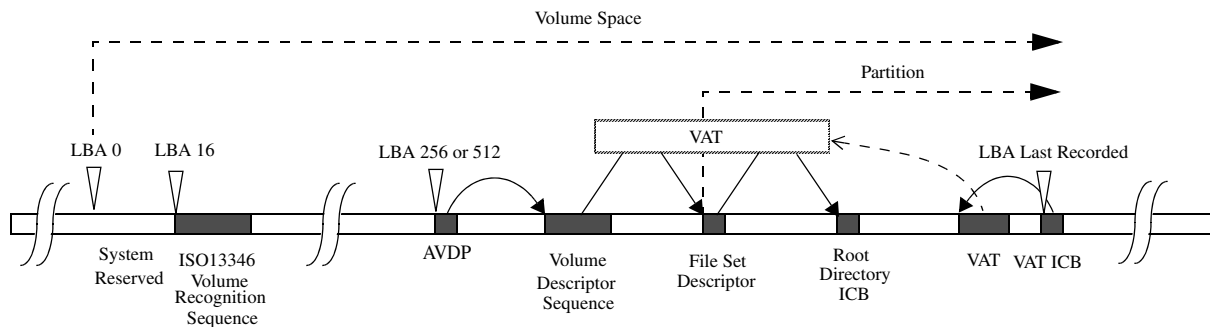 Volume Space
Partition
VAT
LBA 0
LBA 16
LBA 256 or 512
LBA Last Recorded
System
Reserved
ISO13346
Volume
Recognition
Sequence
AVDP
Volume
Descriptor
Sequence
File Set
Descriptor
Root
Directory
ICB
VAT
VAT ICB